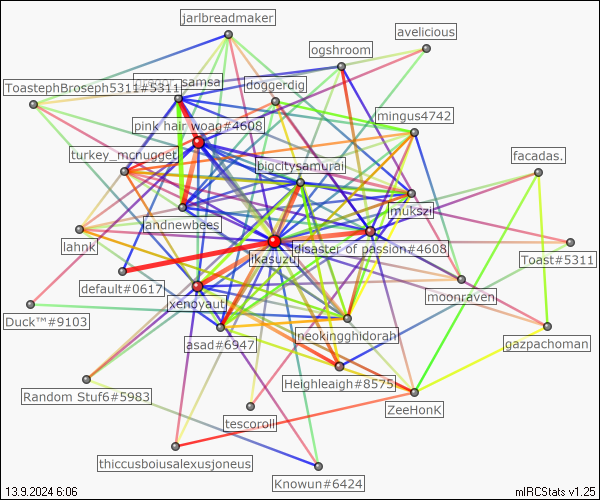 jarlbreadmaker
avelicious
ogshroom
samsa
ToastephBroseph5311#5311
doggerdig
mingus4742
pink hair woag#4608
turkey_mcnugget
facadas.
bigcitysamurai
mukszi
andnewbees
lahnk
disaster of passion#4608
ikasuzu
Toast#5311
default#0617
moonraven
xenoyaut
Duck™#9103
neokingghidorah
asad#6947
gazpachoman
Heighleaigh#8575
Random Stuf6#5983
ZeeHonK
tescoroll
thiccusboiusalexusjoneus
Knowun#6424
13.9.2024 6:06
mIRCStats v1.25